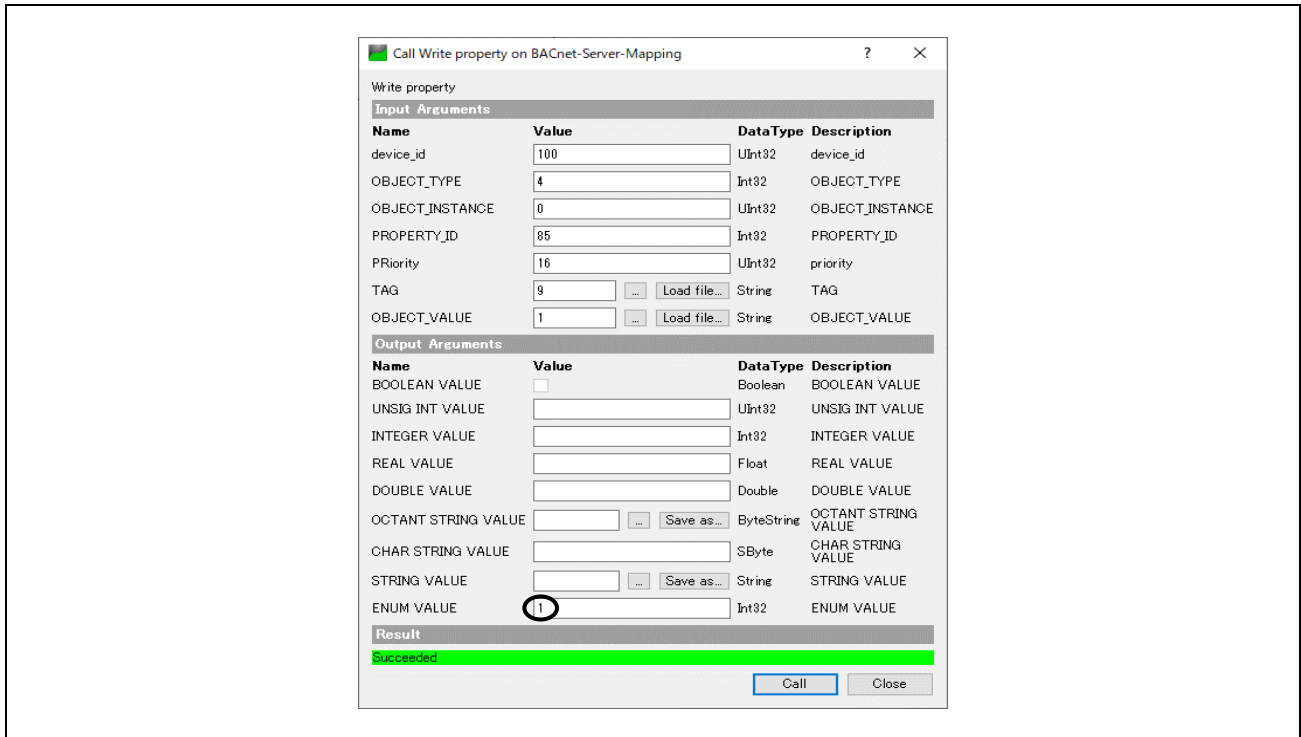 Call Write property on BACnet-Server-Mapping ? ×
Write property
Input Arguments
Name Value DataType Description
device_id 100 UInt32 device_id
OBJECT_TYPE 4 Int32 OBJECT_TYPE
OBJECT_INSTANCE 0 UInt32 OBJECT_INSTANCE
PROPERTY_ID 85 Int32 PROPERTY_ID
PRiority 16 UInt32 priority
TAG 9 ... Load file... String TAG
OBJECT_VALUE 1 ... Load file... String OBJECT_VALUE
Output Arguments
Name Value DataType Description
BOOLEAN VALUE Boolean BOOLEAN VALUE
UNSIG INT VALUE UInt32 UNSIG INT VALUE
INTEGER VALUE Int32 INTEGER VALUE
REAL VALUE Float REAL VALUE
DOUBLE VALUE Double DOUBLE VALUE
OCTANT STRING VALUE ... Save as... ByteString OCTANT STRING
VALUE
CHAR STRING VALUE SByte CHAR STRING
VALUE
STRING VALUE ... Save as... String STRING VALUE
ENUM VALUE 1 Int32 ENUM VALUE
Result
Succeeded
Call Close